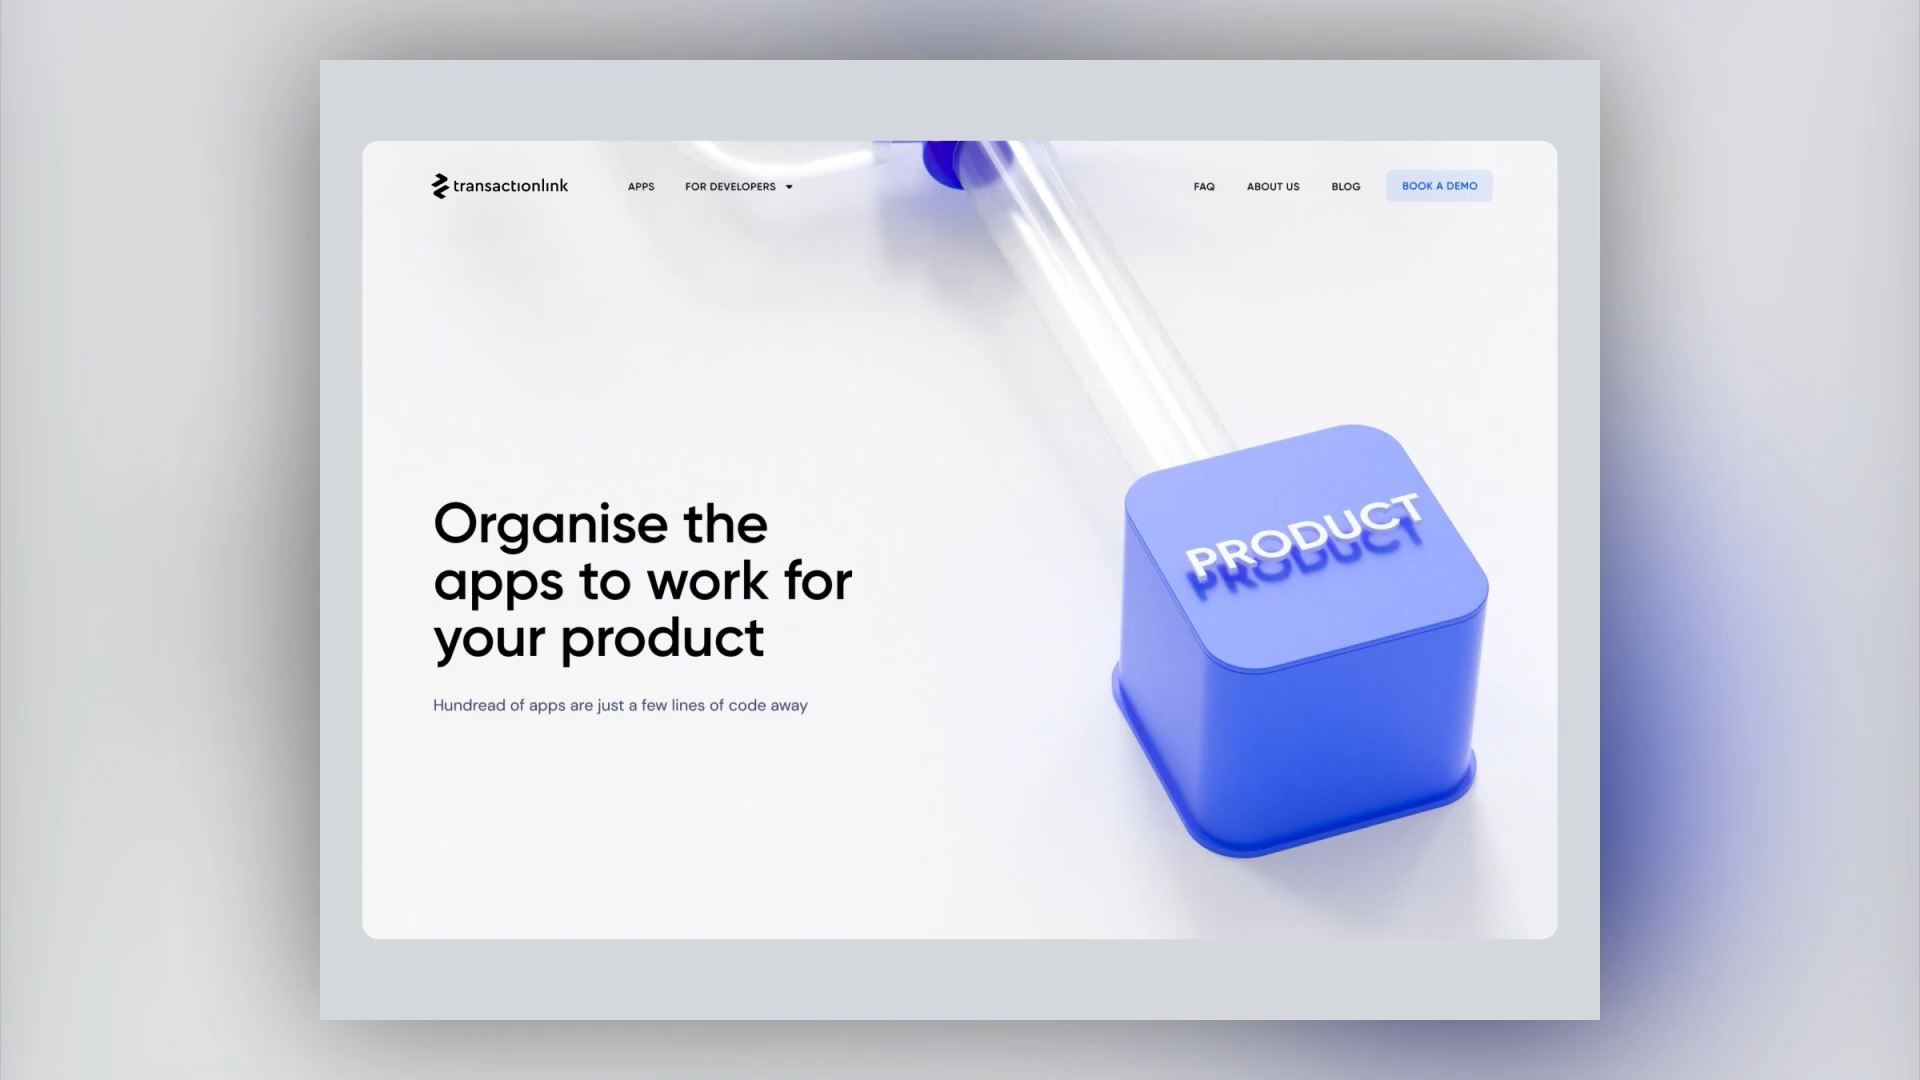 transactionlink
APPS
FOR DEVELOPERS
FAQ
ABOUT US
BLOG
BOOK A DEMO
Organise the
apps to work for
your product
Hundread of apps are just a few lines of code away
PRODUCT